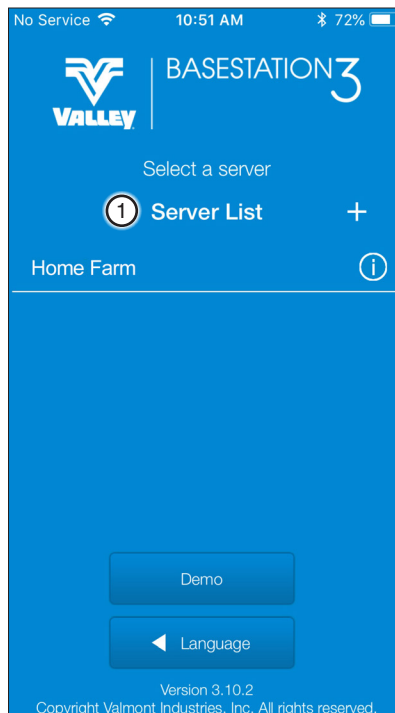 No Service 10:51 AM 72%
VALLEY BASESTATION3
Select a server
1 Server List +
Home Farm i
Demo
Language
Version 3.10.2
Copyright Valmont Industries, Inc. All rights reserved.